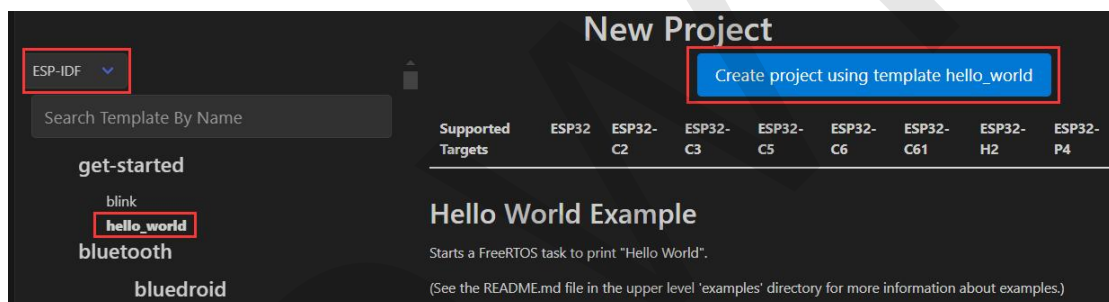 New Project
ESP-IDF
Create project using template hello_world
Search Template By Name
Supported Targets ESP32 ESP32-C2 ESP32-C3 ESP32-C5 ESP32-C6 ESP32-C61 ESP32-H2 ESP32-P4
get-started
blink
hello_world
bluetooth
bluedroid
Hello World Example
Starts a FreeRTOS task to print "Hello World".
(See the README.md file in the upper level 'examples' directory for more information about examples.)